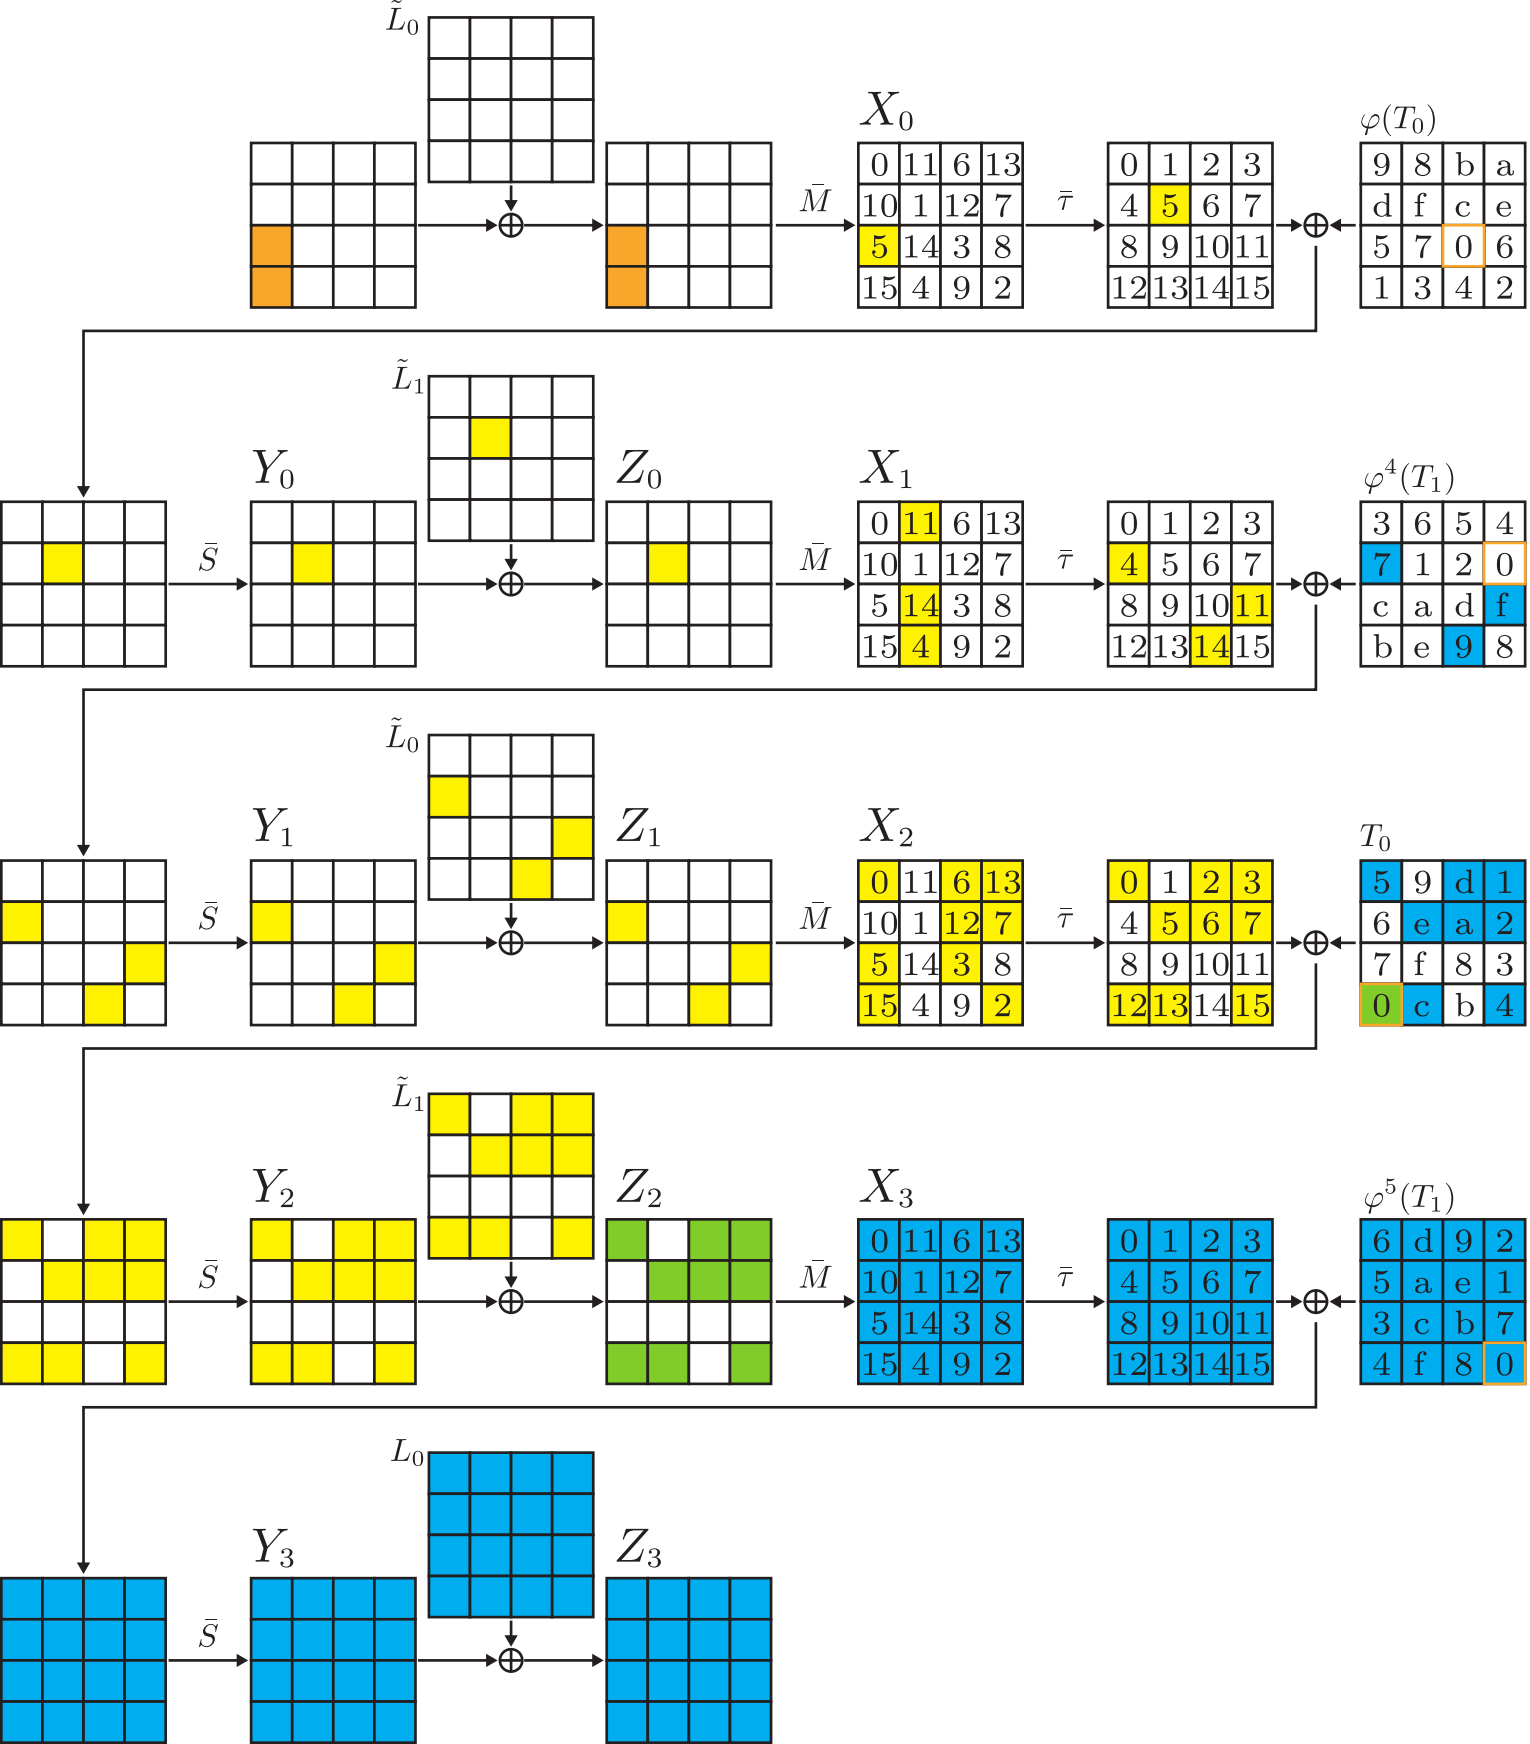 L̃₀
X₀ φ(T₀)
0 11 6 13 0 1 2 3 9 8 b a
10 1 12 7 4 5 6 7 d f c e
M̄ τ̄
5 14 3 8 8 9 10 11 5 7 0 6
15 4 9 2 12 13 14 15 1 3 4 2
L̃₁
Y₀ Z₀ X₁ φ⁴(T₁)
0 11 6 13 0 1 2 3 3 6 5 4
S̄ M̄ τ̄
10 1 12 7 4 5 6 7 7 1 2 0
5 14 3 8 8 9 10 11 c a d f
15 4 9 2 12 13 14 15 b e 9 8
L̃₀
Y₁ Z₁ X₂ T₀
0 11 6 13 0 1 2 3 5 9 d 1
S̄ M̄ τ̄
10 1 12 7 4 5 6 7 6 e a 2
5 14 3 8 8 9 10 11 7 f 8 3
15 4 9 2 12 13 14 15 0 c b 4
L̃₁
Y₂ Z₂ X₃ φ⁵(T₁)
0 11 6 13 0 1 2 3 6 d 9 2
S̄ M̄ τ̄
10 1 12 7 4 5 6 7 5 a e 1
5 14 3 8 8 9 10 11 3 c b 7
15 4 9 2 12 13 14 15 4 f 8 0
L₀
Y₃ Z₃
S̄